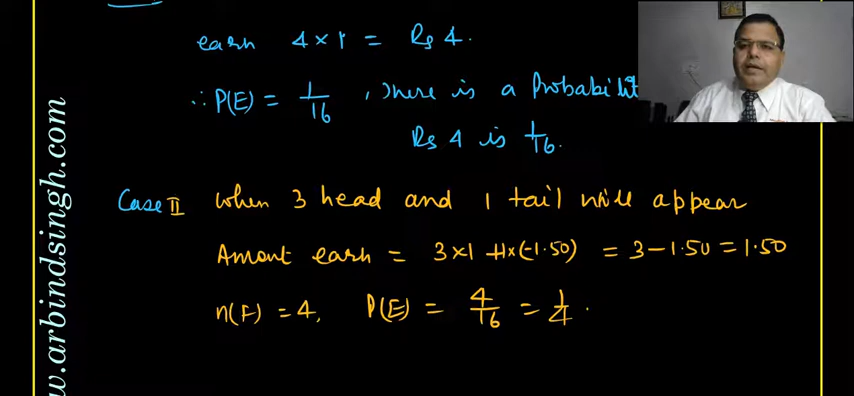 earn 4 × 1 = Rs 4.
∴ P(E) = 1/16, There is a Probabilit
Rs 4 is 1/16.
Case II When 3 head and 1 tail will appear
Amount earn = 3×1 + 1×(-1.50) = 3 - 1.50 = 1.50
n(F) = 4, P(E) = 4/16 = 1/4.
w.arbindsingh.com